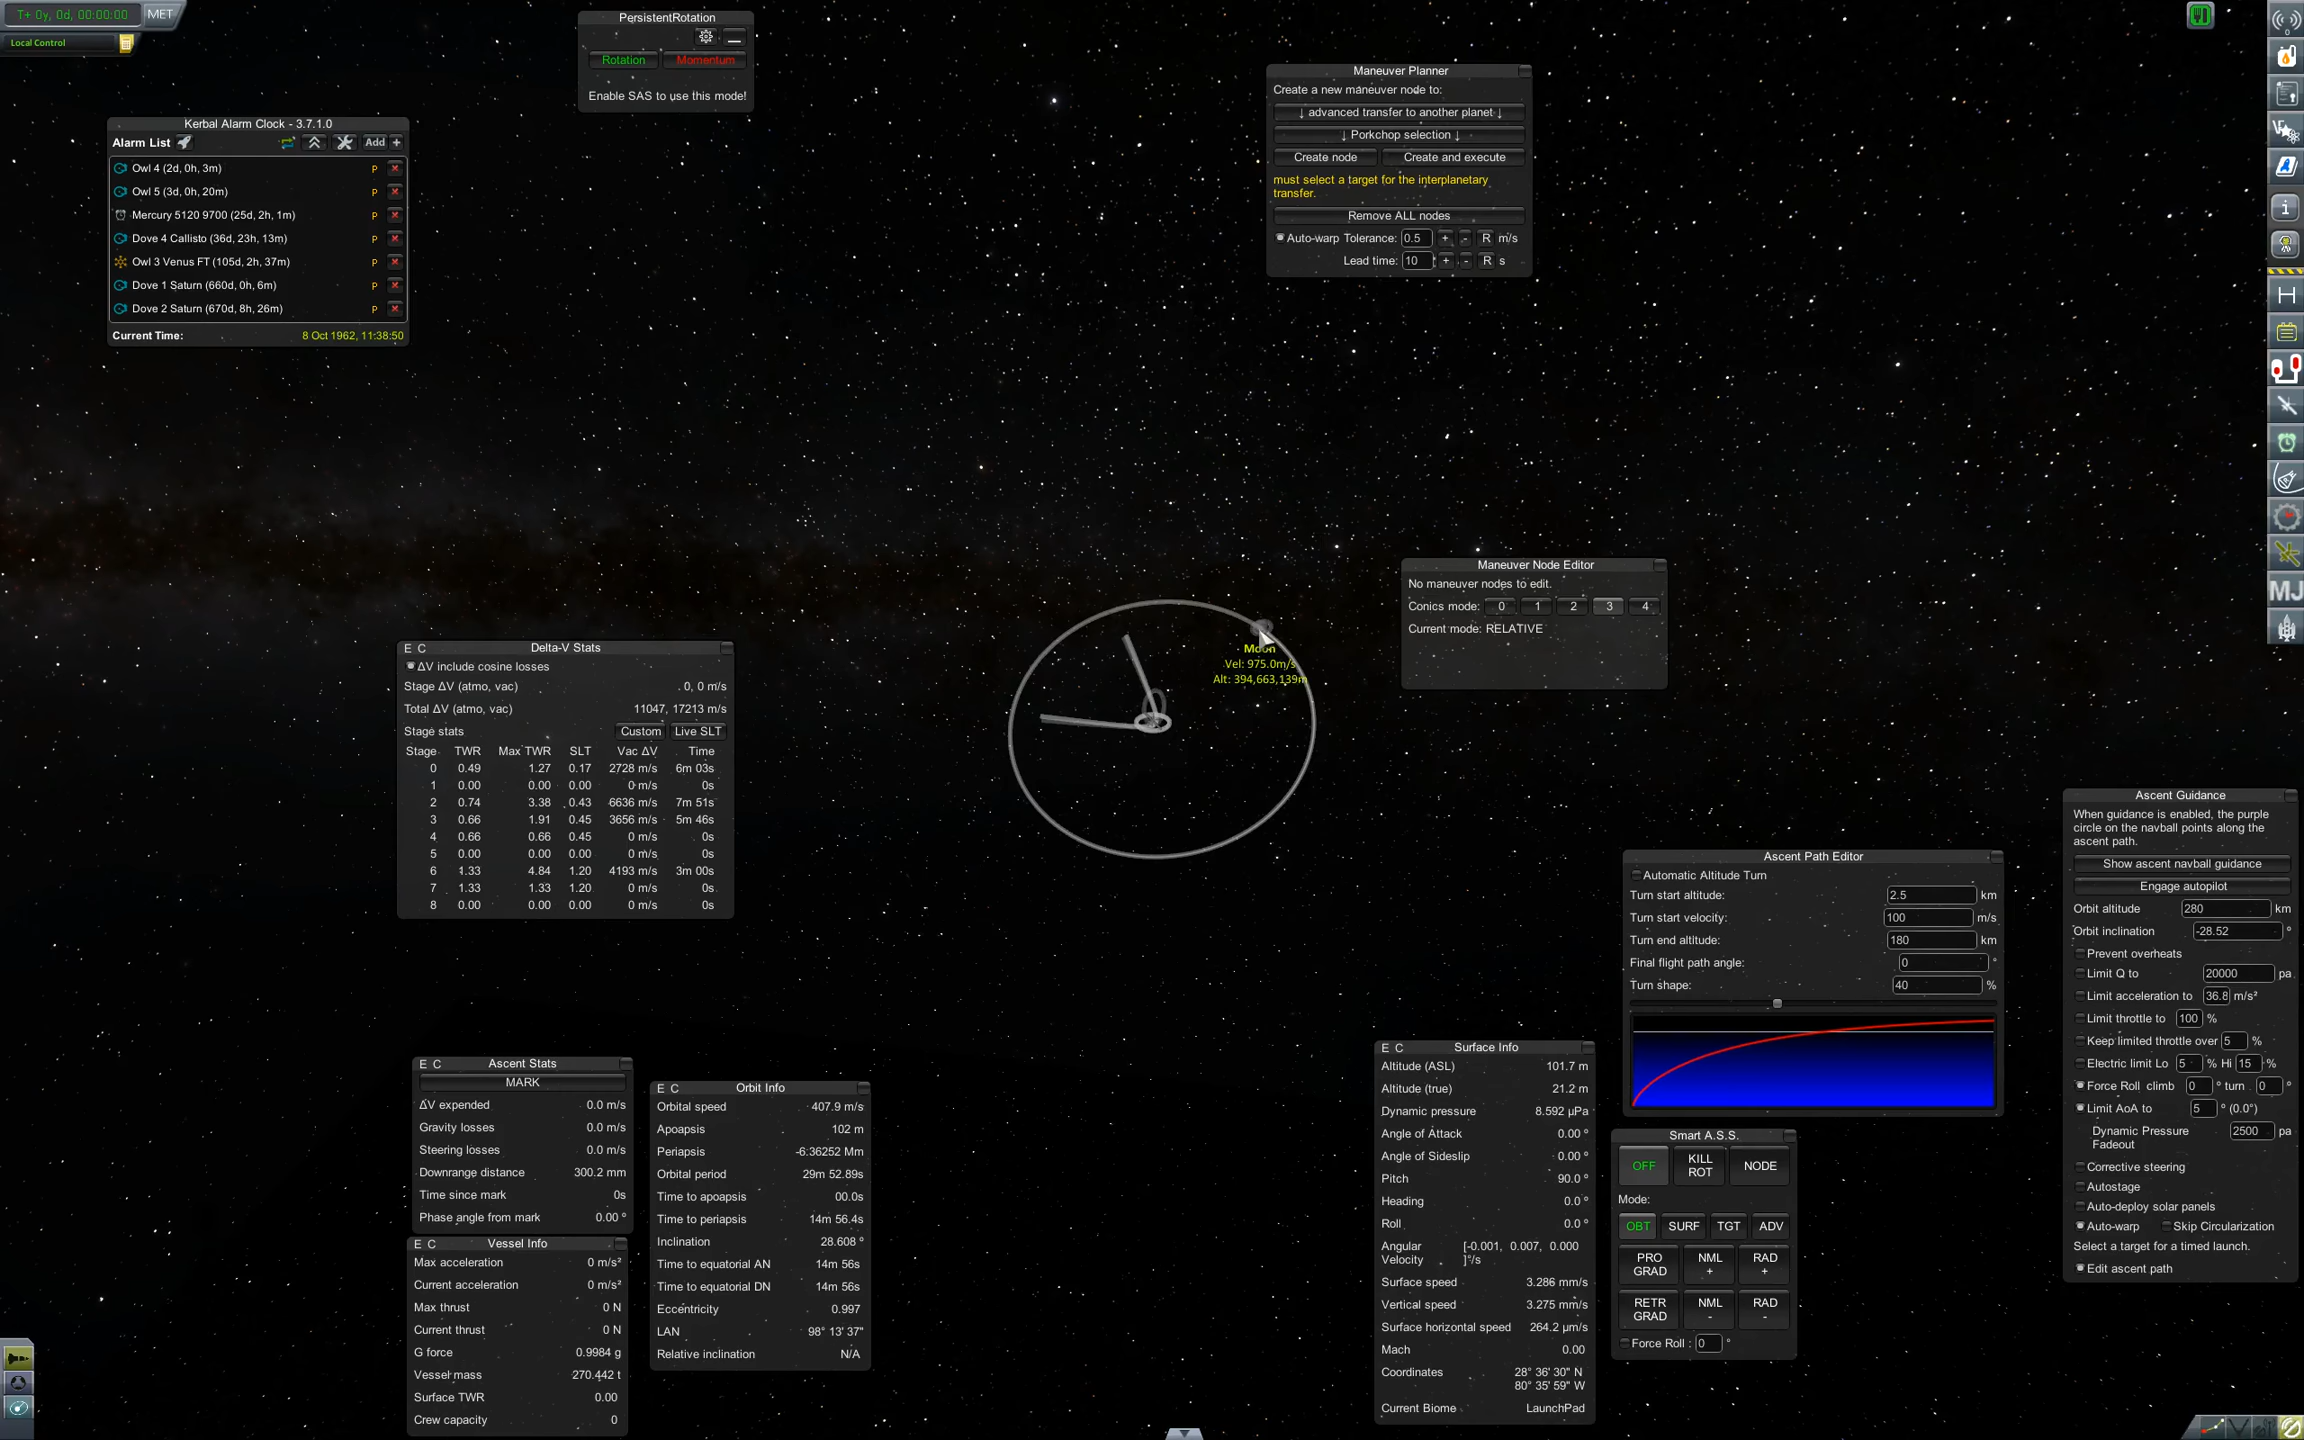 T+ 0y, 0d, 00:00:00 MET
Local Control
PersistentRotation
Rotation Momentum
Enable SAS to use this mode!
Kerbal Alarm Clock - 3.7.1.0
Alarm List Add +
Owl 4 (2d, 0h, 3m) P
Owl 5 (3d, 0h, 20m) P
Mercury 5120 9700 (25d, 2h, 1m) P
Dove 4 Callisto (36d, 23h, 13m) P
Owl 3 Venus FT (105d, 2h, 37m) P
Dove 1 Saturn (660d, 0h, 6m) P
Dove 2 Saturn (670d, 8h, 26m) P
Current Time: 8 Oct 1962, 11:38:50
Maneuver Planner
Create a new maneuver node to:
↓ advanced transfer to another planet ↓
↓ Porkchop selection ↓
Create node Create and execute
must select a target for the interplanetary
transfer.
Remove ALL nodes
Auto-warp Tolerance: 0.5 + - R m/s
Lead time: 10 + - R s
Maneuver Node Editor
No maneuver nodes to edit.
Conics mode: 0 1 2 3 4
Current mode: RELATIVE
Moon
Vel: 975.0m/s
Alt: 394,663,139m
E C Delta-V Stats
ΔV include cosine losses
Stage ΔV (atmo, vac) 0, 0 m/s
Total ΔV (atmo, vac) 11047, 17213 m/s
Stage stats Custom Live SLT
Stage TWR Max TWR SLT Vac ΔV Time
0 0.49 1.27 0.17 2728 m/s 6m 03s
1 0.00 0.00 0.00 0 m/s 0s
2 0.74 3.38 0.43 6636 m/s 7m 51s
3 0.66 1.91 0.45 3656 m/s 5m 46s
4 0.66 0.66 0.45 0 m/s 0s
5 0.00 0.00 0.00 0 m/s 0s
6 1.33 4.84 1.20 4193 m/s 3m 00s
7 1.33 1.33 1.20 0 m/s 0s
8 0.00 0.00 0.00 0 m/s 0s
E C Ascent Stats
MARK
ΔV expended 0.0 m/s
Gravity losses 0.0 m/s
Steering losses 0.0 m/s
Downrange distance 300.2 mm
Time since mark 0s
Phase angle from mark 0.00 º
E C Vessel Info
Max acceleration 0 m/s²
Current acceleration 0 m/s²
Max thrust 0 N
Current thrust 0 N
G force 0.9984 g
Vessel mass 270.442 t
Surface TWR 0.00
Crew capacity 0
E C Orbit Info
Orbital speed 407.9 m/s
Apoapsis 102 m
Periapsis -6.36252 Mm
Orbital period 29m 52.89s
Time to apoapsis 00.0s
Time to periapsis 14m 56.4s
Inclination 28.608 º
Time to equatorial AN 14m 56s
Time to equatorial DN 14m 56s
Eccentricity 0.997
LAN 98° 13' 37"
Relative inclination N/A
E C Surface Info
Altitude (ASL) 101.7 m
Altitude (true) 21.2 m
Dynamic pressure 8.592 µPa
Angle of Attack 0.00 º
Angle of Sideslip 0.00 º
Pitch 90.0 º
Heading 0.0 º
Roll 0.0 º
Angular [-0.001, 0.007, 0.000
Velocity ]°/s
Surface speed 3.286 mm/s
Vertical speed 3.275 mm/s
Surface horizontal speed 264.2 µm/s
Mach 0.00
Coordinates 28° 36' 30" N
80° 35' 59" W
Current Biome LaunchPad
Ascent Path Editor
Automatic Altitude Turn
Turn start altitude: 2.5 km
Turn start velocity: 100 m/s
Turn end altitude: 180 km
Final flight path angle: 0 °
Turn shape: 40 %
Smart A.S.S.
OFF KILL ROT NODE
Mode:
OBT SURF TGT ADV
PRO GRAD NML + RAD +
RETR GRAD NML - RAD -
Force Roll : 0 °
Ascent Guidance
When guidance is enabled, the purple
circle on the navball points along the
ascent path.
Show ascent navball guidance
Engage autopilot
Orbit altitude 280 km
Orbit inclination -28.52 º
Prevent overheats
Limit Q to 20000 pa
Limit acceleration to 36.8 m/s²
Limit throttle to 100 %
Keep limited throttle over 5 %
Electric limit Lo 5 % Hi 15 %
Force Roll climb 0 º turn 0 º
Limit AoA to 5 º (0.0°)
Dynamic Pressure 2500 pa
Fadeout
Corrective steering
Autostage
Auto-deploy solar panels
Auto-warp Skip Circularization
Select a target for a timed launch.
Edit ascent path
0
i
MJ